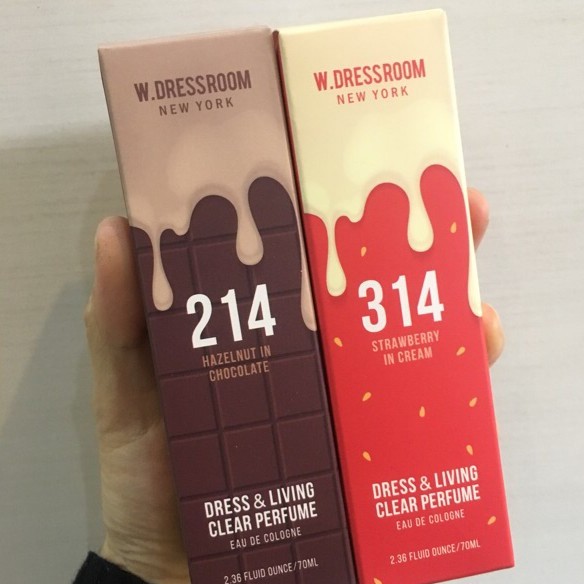 W.DRESSROOM
NEW YORK
214
HAZELNUT IN
CHOCOLATE
DRESS & LIVING
CLEAR PERFUME
EAU DE COLOGNE
2.36 FLUID OUNCE/70ML
W.DRESSROOM
NEW YORK
314
STRAWBERRY
IN CREAM
DRESS & LIVING
CLEAR PERFUME
EAU DE COLOGNE
2.36 FLUID OUNCE/70ML